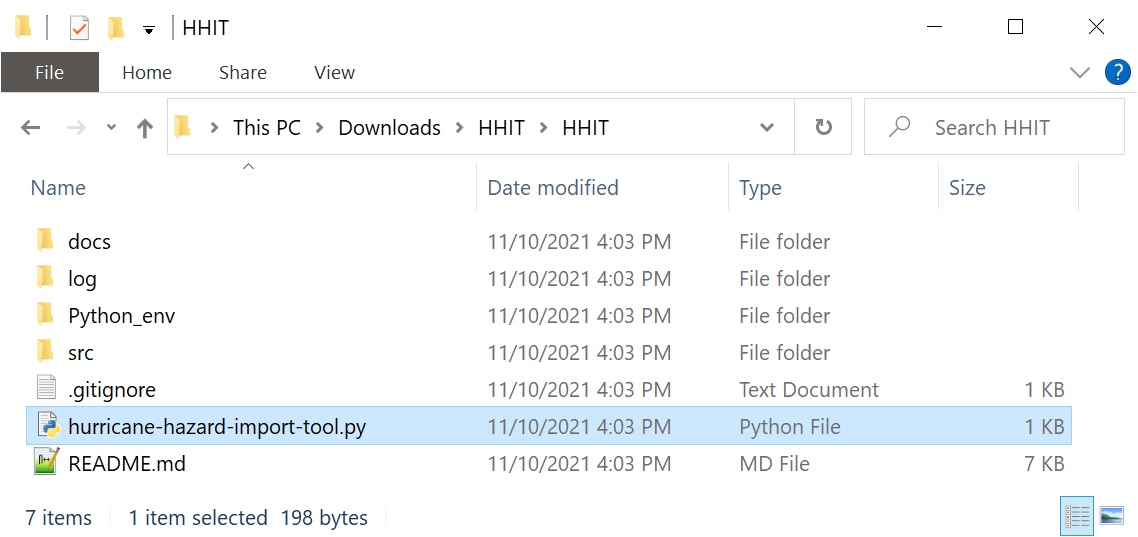 HHIT
File Home Share View
This PC Downloads HHIT HHIT Search HHIT
Name Date modified Type Size
docs 11/10/2021 4:03 PM File folder
log 11/10/2021 4:03 PM File folder
Python_env 11/10/2021 4:03 PM File folder
src 11/10/2021 4:03 PM File folder
.gitignore 11/10/2021 4:03 PM Text Document 1 KB
hurricane-hazard-import-tool.py 11/10/2021 4:03 PM Python File 1 KB
README.md 11/10/2021 4:03 PM MD File 7 KB
7 items 1 item selected 198 bytes